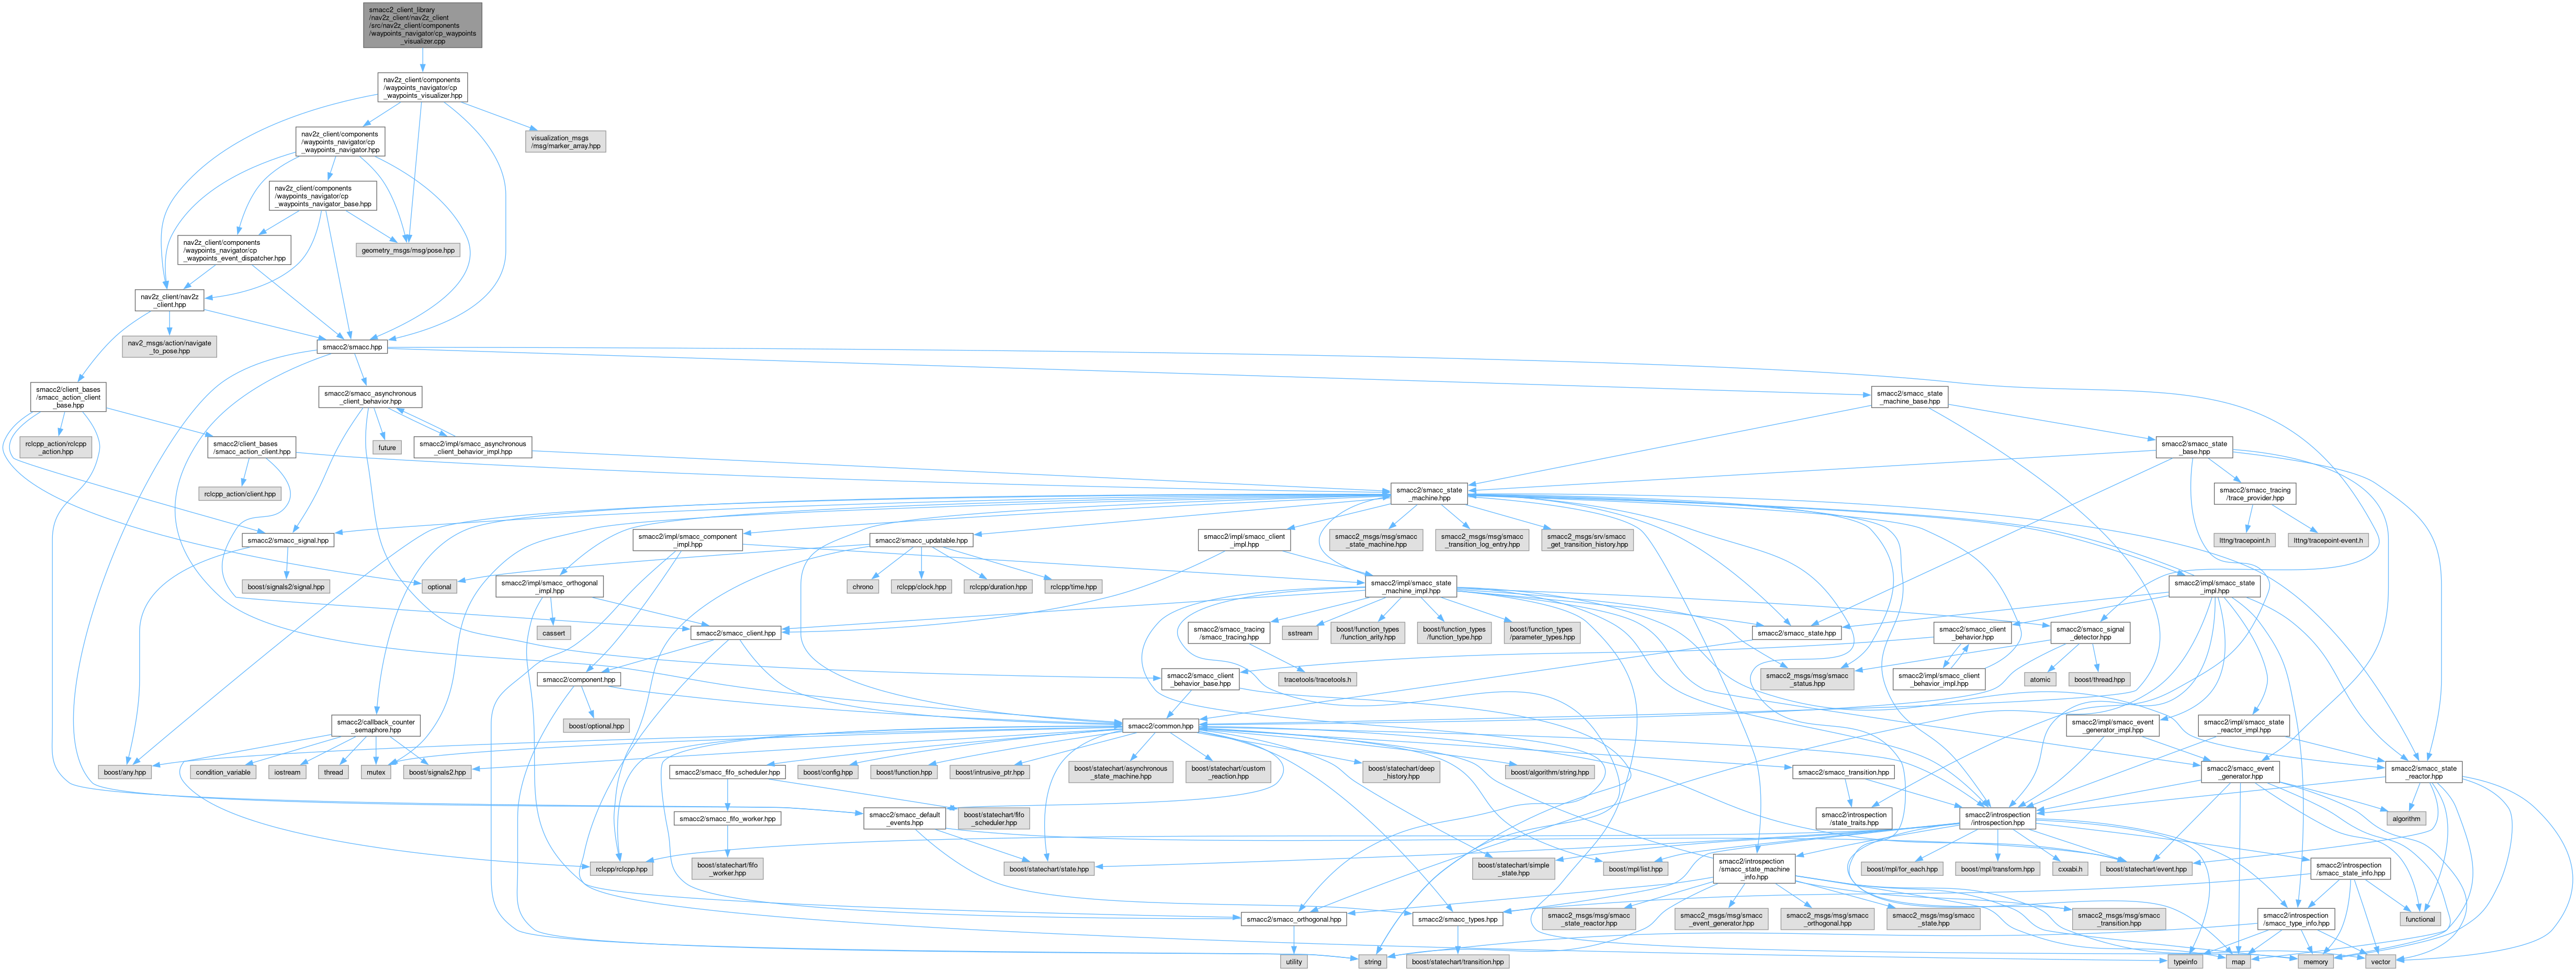 smacc2_client_library
/nav2z_client/nav2z_client
/src/nav2z_client/components
/waypoints_navigator/cp_waypoints
_visualizer.cpp
nav2z_client/components
/waypoints_navigator/cp
_waypoints_visualizer.hpp
nav2z_client/components
/waypoints_navigator/cp
_waypoints_navigator.hpp
visualization_msgs
/msg/marker_array.hpp
nav2z_client/components
/waypoints_navigator/cp
_waypoints_navigator_base.hpp
nav2z_client/components
/waypoints_navigator/cp
_waypoints_event_dispatcher.hpp
geometry_msgs/msg/pose.hpp
nav2z_client/nav2z
_client.hpp
nav2_msgs/action/navigate
_to_pose.hpp
smacc2/smacc.hpp
smacc2/client_bases
/smacc_action_client
_base.hpp
smacc2/smacc_asynchronous
_client_behavior.hpp
smacc2/smacc_state
_machine_base.hpp
rclcpp_action/rclcpp
_action.hpp
smacc2/client_bases
/smacc_action_client.hpp
future
smacc2/impl/smacc_asynchronous
_client_behavior_impl.hpp
smacc2/smacc_state
_base.hpp
rclcpp_action/client.hpp
smacc2/smacc_state
_machine.hpp
smacc2/smacc_tracing
/trace_provider.hpp
smacc2/smacc_signal.hpp
smacc2/impl/smacc_component
_impl.hpp
smacc2/smacc_updatable.hpp
smacc2/impl/smacc_client
_impl.hpp
smacc2_msgs/msg/smacc
_state_machine.hpp
smacc2_msgs/msg/smacc
_transition_log_entry.hpp
smacc2_msgs/srv/smacc
_get_transition_history.hpp
lttng/tracepoint.h
lttng/tracepoint-event.h
boost/signals2/signal.hpp
optional
smacc2/impl/smacc_orthogonal
_impl.hpp
chrono
rclcpp/clock.hpp
rclcpp/duration.hpp
rclcpp/time.hpp
smacc2/impl/smacc_state
_machine_impl.hpp
smacc2/impl/smacc_state
_impl.hpp
cassert
smacc2/smacc_client.hpp
smacc2/smacc_tracing
/smacc_tracing.hpp
sstream
boost/function_types
/function_arity.hpp
boost/function_types
/function_type.hpp
boost/function_types
/parameter_types.hpp
smacc2/smacc_state.hpp
smacc2/smacc_client
_behavior.hpp
smacc2/smacc_signal
_detector.hpp
smacc2/component.hpp
smacc2/smacc_client
_behavior_base.hpp
tracetools/tracetools.h
smacc2_msgs/msg/smacc
_status.hpp
smacc2/impl/smacc_client
_behavior_impl.hpp
atomic
boost/thread.hpp
smacc2/callback_counter
_semaphore.hpp
boost/optional.hpp
smacc2/common.hpp
smacc2/impl/smacc_event
_generator_impl.hpp
smacc2/impl/smacc_state
_reactor_impl.hpp
boost/any.hpp
condition_variable
iostream
thread
mutex
boost/signals2.hpp
smacc2/smacc_fifo_scheduler.hpp
boost/config.hpp
boost/function.hpp
boost/intrusive_ptr.hpp
boost/statechart/asynchronous
_state_machine.hpp
boost/statechart/custom
_reaction.hpp
boost/statechart/deep
_history.hpp
boost/algorithm/string.hpp
smacc2/smacc_transition.hpp
smacc2/smacc_event
_generator.hpp
smacc2/smacc_state
_reactor.hpp
smacc2/smacc_fifo_worker.hpp
smacc2/smacc_default
_events.hpp
boost/statechart/fifo
_scheduler.hpp
smacc2/introspection
/state_traits.hpp
smacc2/introspection
/introspection.hpp
algorithm
rclcpp/rclcpp.hpp
boost/statechart/fifo
_worker.hpp
boost/statechart/state.hpp
boost/statechart/simple
_state.hpp
boost/mpl/list.hpp
smacc2/introspection
/smacc_state_machine
_info.hpp
boost/mpl/for_each.hpp
boost/mpl/transform.hpp
cxxabi.h
boost/statechart/event.hpp
smacc2/introspection
/smacc_state_info.hpp
smacc2/smacc_orthogonal.hpp
smacc2/smacc_types.hpp
smacc2_msgs/msg/smacc
_state_reactor.hpp
smacc2_msgs/msg/smacc
_event_generator.hpp
smacc2_msgs/msg/smacc
_orthogonal.hpp
smacc2_msgs/msg/smacc
_state.hpp
smacc2_msgs/msg/smacc
_transition.hpp
smacc2/introspection
/smacc_type_info.hpp
functional
utility
string
boost/statechart/transition.hpp
typeinfo
map
memory
vector